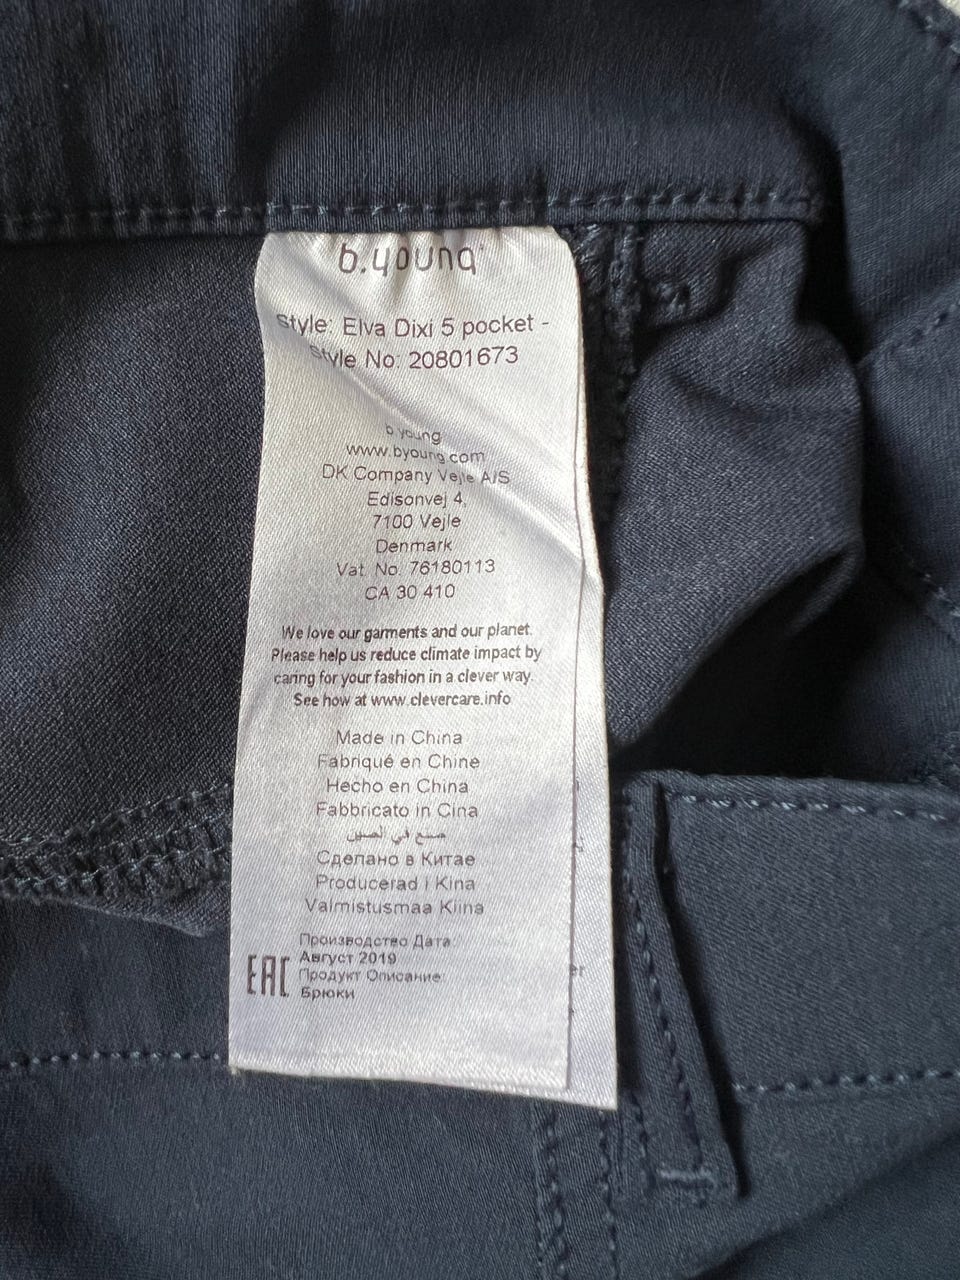 b.young
Style: Elva Dixi 5 pocket -
Style No: 20801673
b young
www.byoung.com
DK Company Vejle A/S
Edisonvej 4,
7100 Vejle
Denmark
Vat. No. 76180113
CA 30 410
We love our garments and our planet.
Please help us reduce climate impact by
caring for your fashion in a clever way.
See how at www.clevercare.info
Made in China
Fabriqué en Chine
Hecho en China
Fabbricato in Cina
صنع في الصين
Сделано в Китае
Producerad i Kina
Valmistusmaa Kiina
EAC
Производство Дата:
Август 2019
Продукт Описание:
Брюки